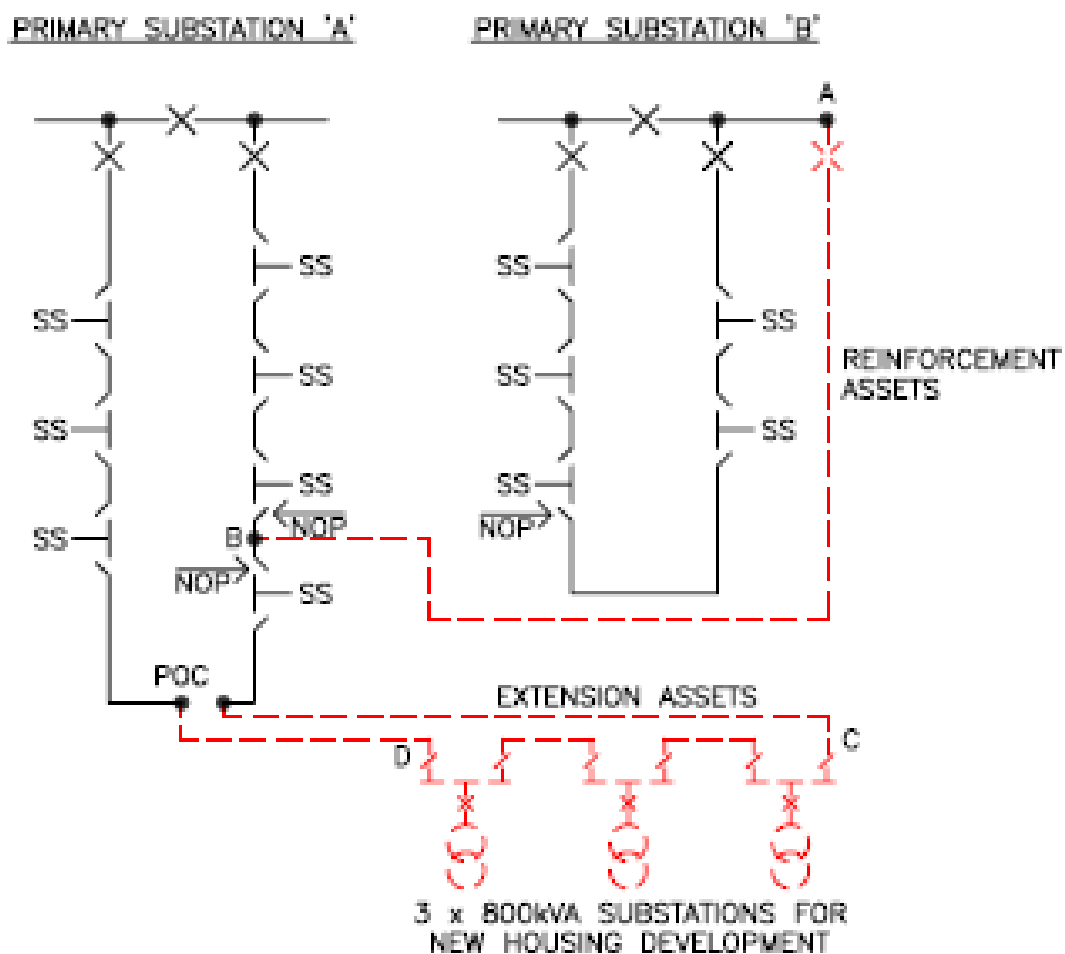 PRIMARY SUBSTATION 'A'
PRIMARY SUBSTATION 'B'
A
SS
SS
SS
SS
REINFORCEMENT
ASSETS
SS
SS
SS
SS
SS
SS
SS
NOP
NOP
SS
B
NOP
SS
POC
EXTENSION ASSETS
D
C
3 x 800kVA SUBSTATIONS FOR
NEW HOUSING DEVELOPMENT